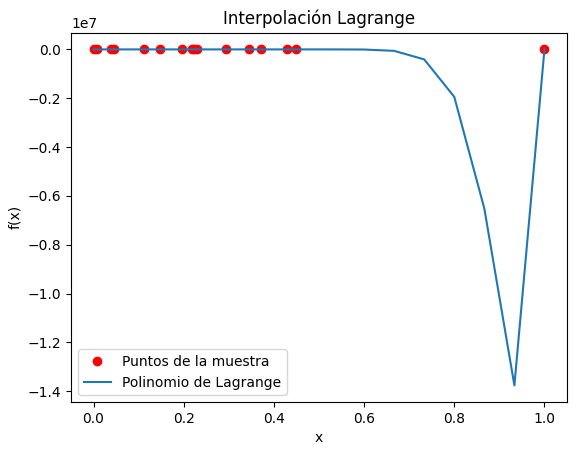 Interpolación Lagrange
1e7
0.0
−0.2
−0.4
−0.6
−0.8
−1.0
−1.2
−1.4
f(x)
Puntos de la muestra
Polinomio de Lagrange
0.0 0.2 0.4 0.6 0.8 1.0
x